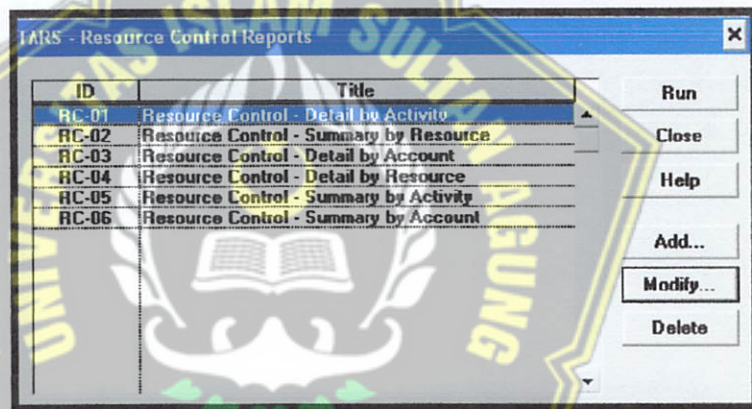 TARS - Resource Control Reports
ID Title
RC-01 Resource Control - Detail by Activity
RC-02 Resource Control - Summary by Resource
RC-03 Resource Control - Detail by Account
RC-04 Resource Control - Detail by Resource
RC-05 Resource Control - Summary by Activity
RC-06 Resource Control - Summary by Account
Run
Close
Help
Add...
Modify...
Delete
UNIVERSITAS ISLAM SULTAN AGUNG